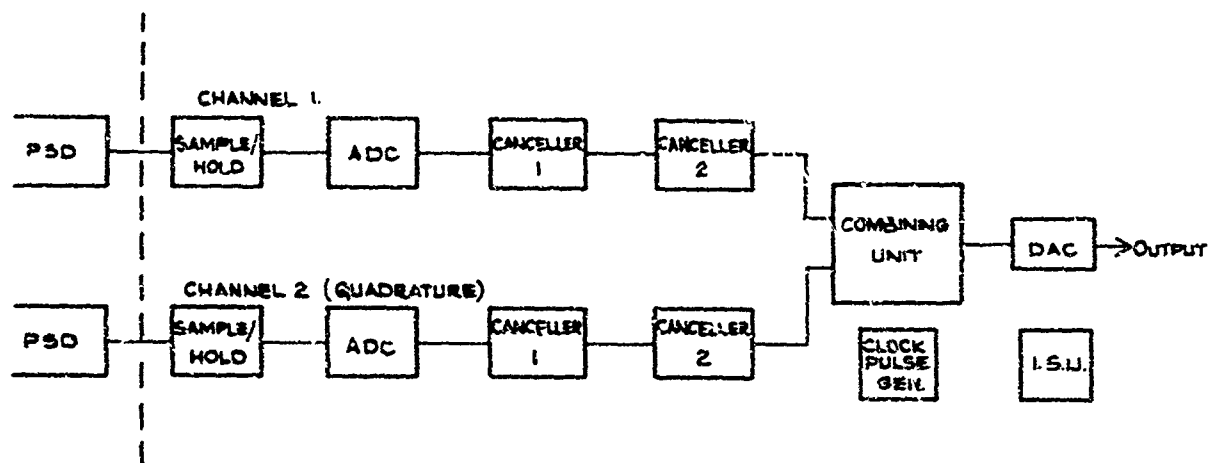 CHANNEL 1.
PSD
SAMPLE/
HOLD
ADC
CANCELLER
1
CANCELLER
2
COMBINING
UNIT
DAC
OUTPUT
CHANNEL 2 (QUADRATURE)
PSD
SAMPLE/
HOLD
ADC
CANCELLER
1
CANCELLER
2
CLOCK
PULSE
GEN.
I.S.U.